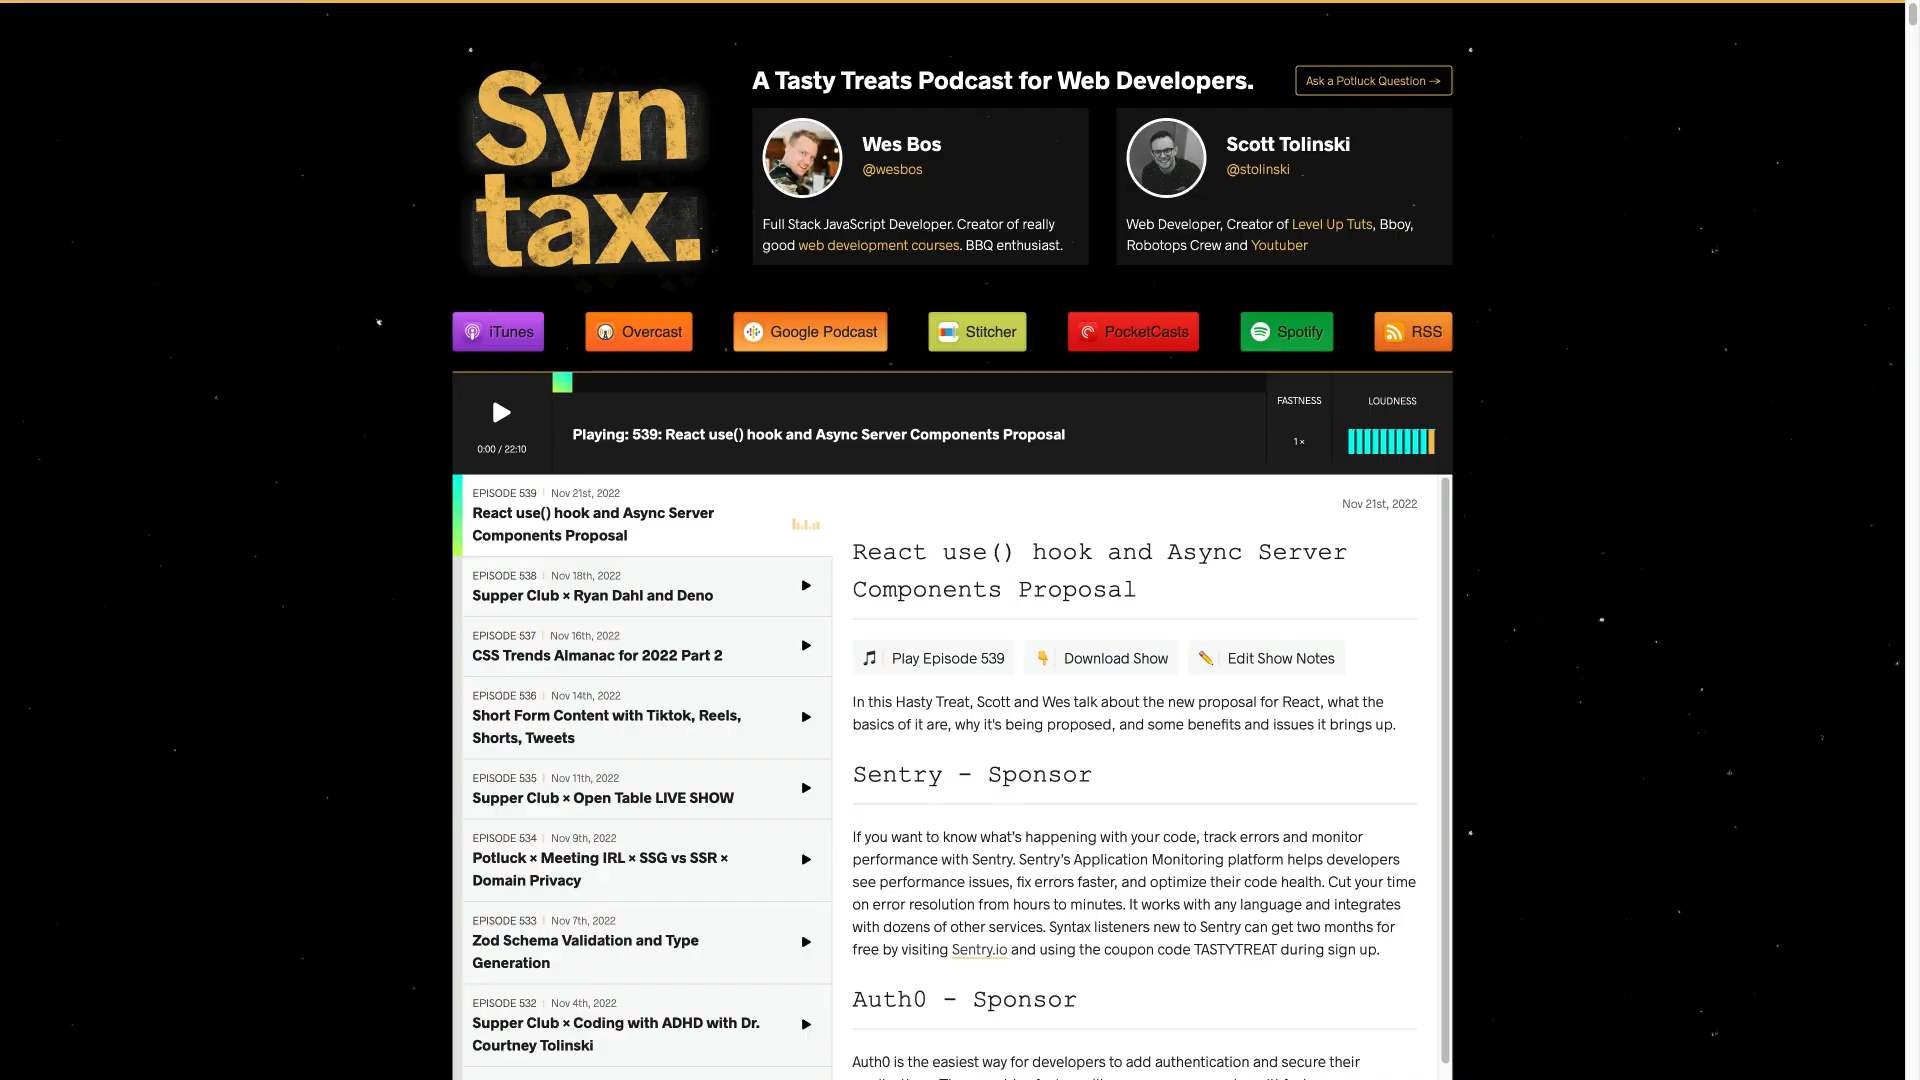 Syn
tax.
A Tasty Treats Podcast for Web Developers.
Ask a Potluck Question →
Wes Bos
@wesbos
Full Stack JavaScript Developer. Creator of really
good web development courses. BBQ enthusiast.
Scott Tolinski
@stolinski
Web Developer, Creator of Level Up Tuts, Bboy,
Robotops Crew and Youtuber
iTunes
Overcast
Google Podcast
Stitcher
PocketCasts
Spotify
RSS
0:00 / 22:10
Playing: 539: React use() hook and Async Server Components Proposal
FASTNESS
1 ×
LOUDNESS
EPISODE 539 | Nov 21st, 2022
React use() hook and Async Server
Components Proposal
EPISODE 538 | Nov 18th, 2022
Supper Club × Ryan Dahl and Deno
EPISODE 537 | Nov 16th, 2022
CSS Trends Almanac for 2022 Part 2
EPISODE 536 | Nov 14th, 2022
Short Form Content with Tiktok, Reels,
Shorts, Tweets
EPISODE 535 | Nov 11th, 2022
Supper Club × Open Table LIVE SHOW
EPISODE 534 | Nov 9th, 2022
Potluck × Meeting IRL × SSG vs SSR ×
Domain Privacy
EPISODE 533 | Nov 7th, 2022
Zod Schema Validation and Type
Generation
EPISODE 532 | Nov 4th, 2022
Supper Club × Coding with ADHD with Dr.
Courtney Tolinski
Nov 21st, 2022
React use() hook and Async Server
Components Proposal
Play Episode 539
Download Show
Edit Show Notes
In this Hasty Treat, Scott and Wes talk about the new proposal for React, what the
basics of it are, why it's being proposed, and some benefits and issues it brings up.
Sentry - Sponsor
If you want to know what's happening with your code, track errors and monitor
performance with Sentry. Sentry's Application Monitoring platform helps developers
see performance issues, fix errors faster, and optimize their code health. Cut your time
on error resolution from hours to minutes. It works with any language and integrates
with dozens of other services. Syntax listeners new to Sentry can get two months for
free by visiting Sentry.io and using the coupon code TASTYTREAT during sign up.
Auth0 - Sponsor
Auth0 is the easiest way for developers to add authentication and secure their